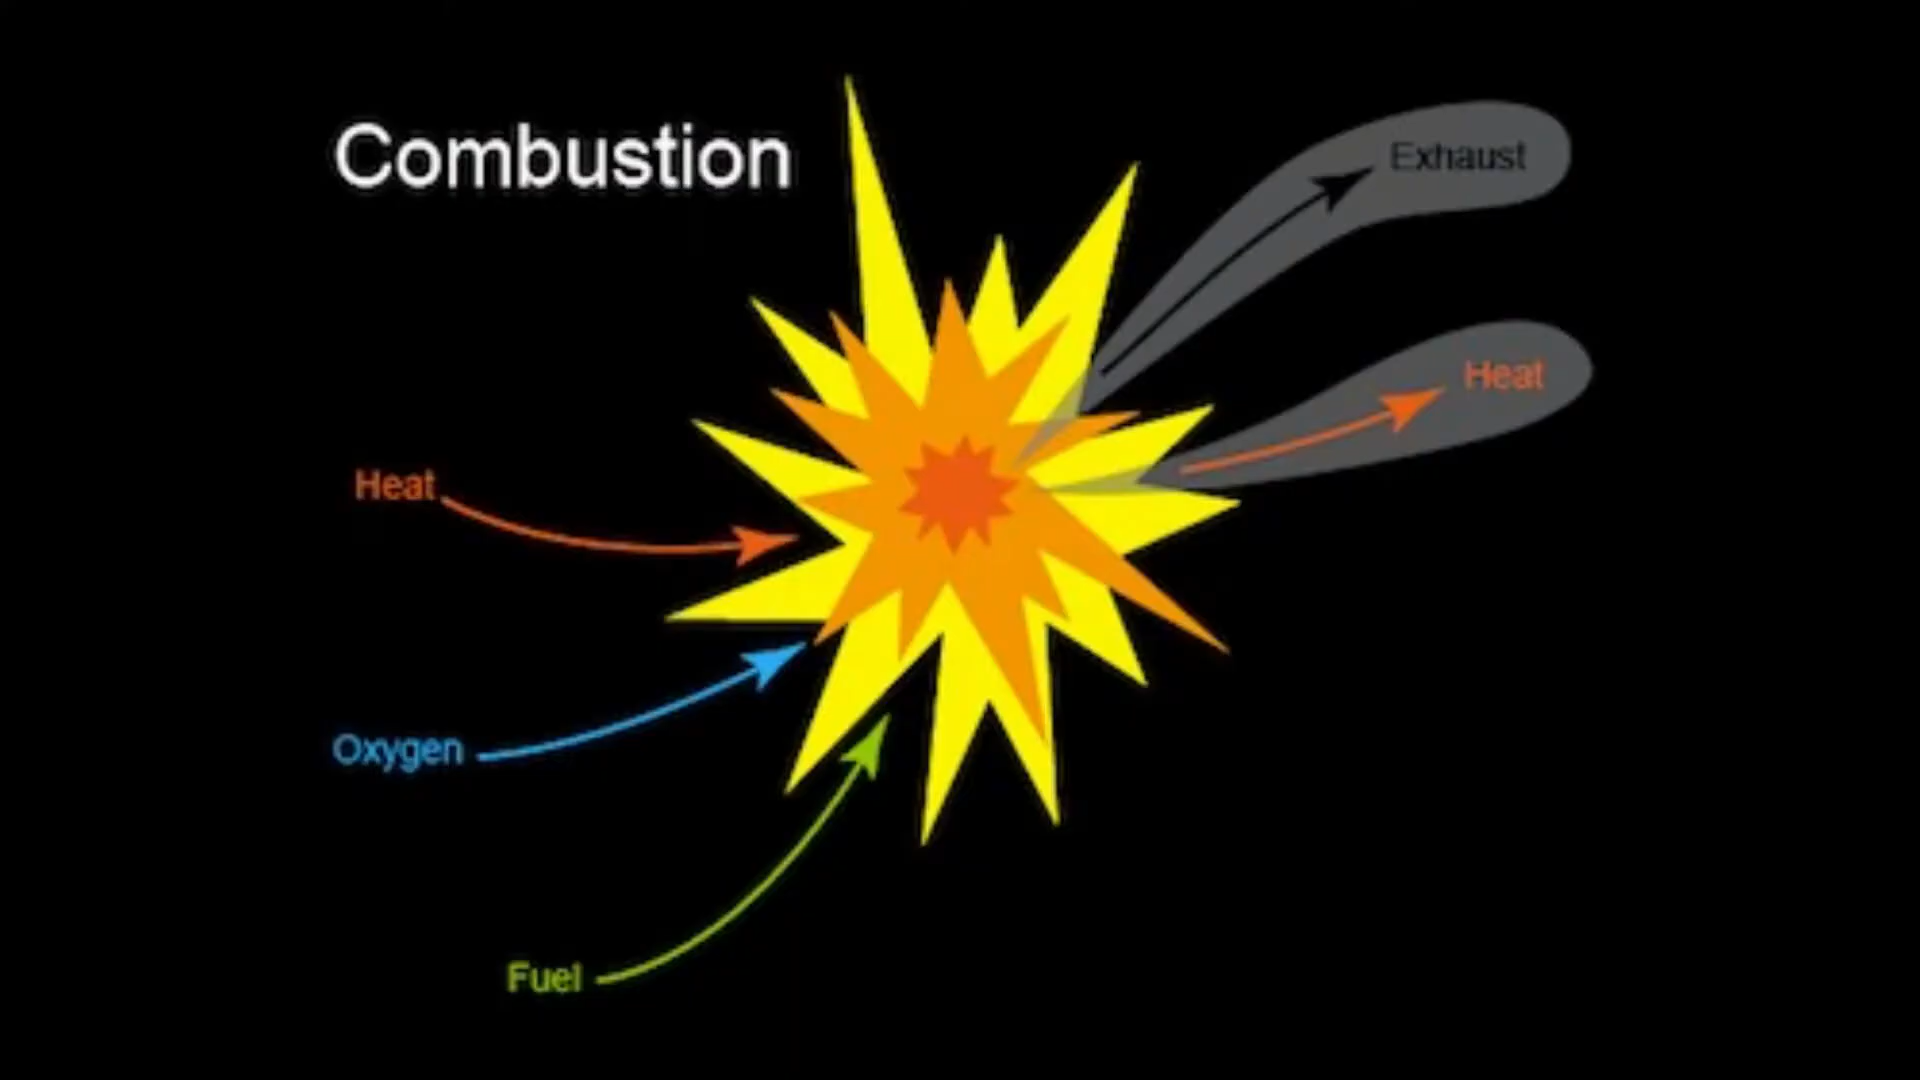 Combustion
Exhaust
Heat
Heat
Oxygen
Fuel